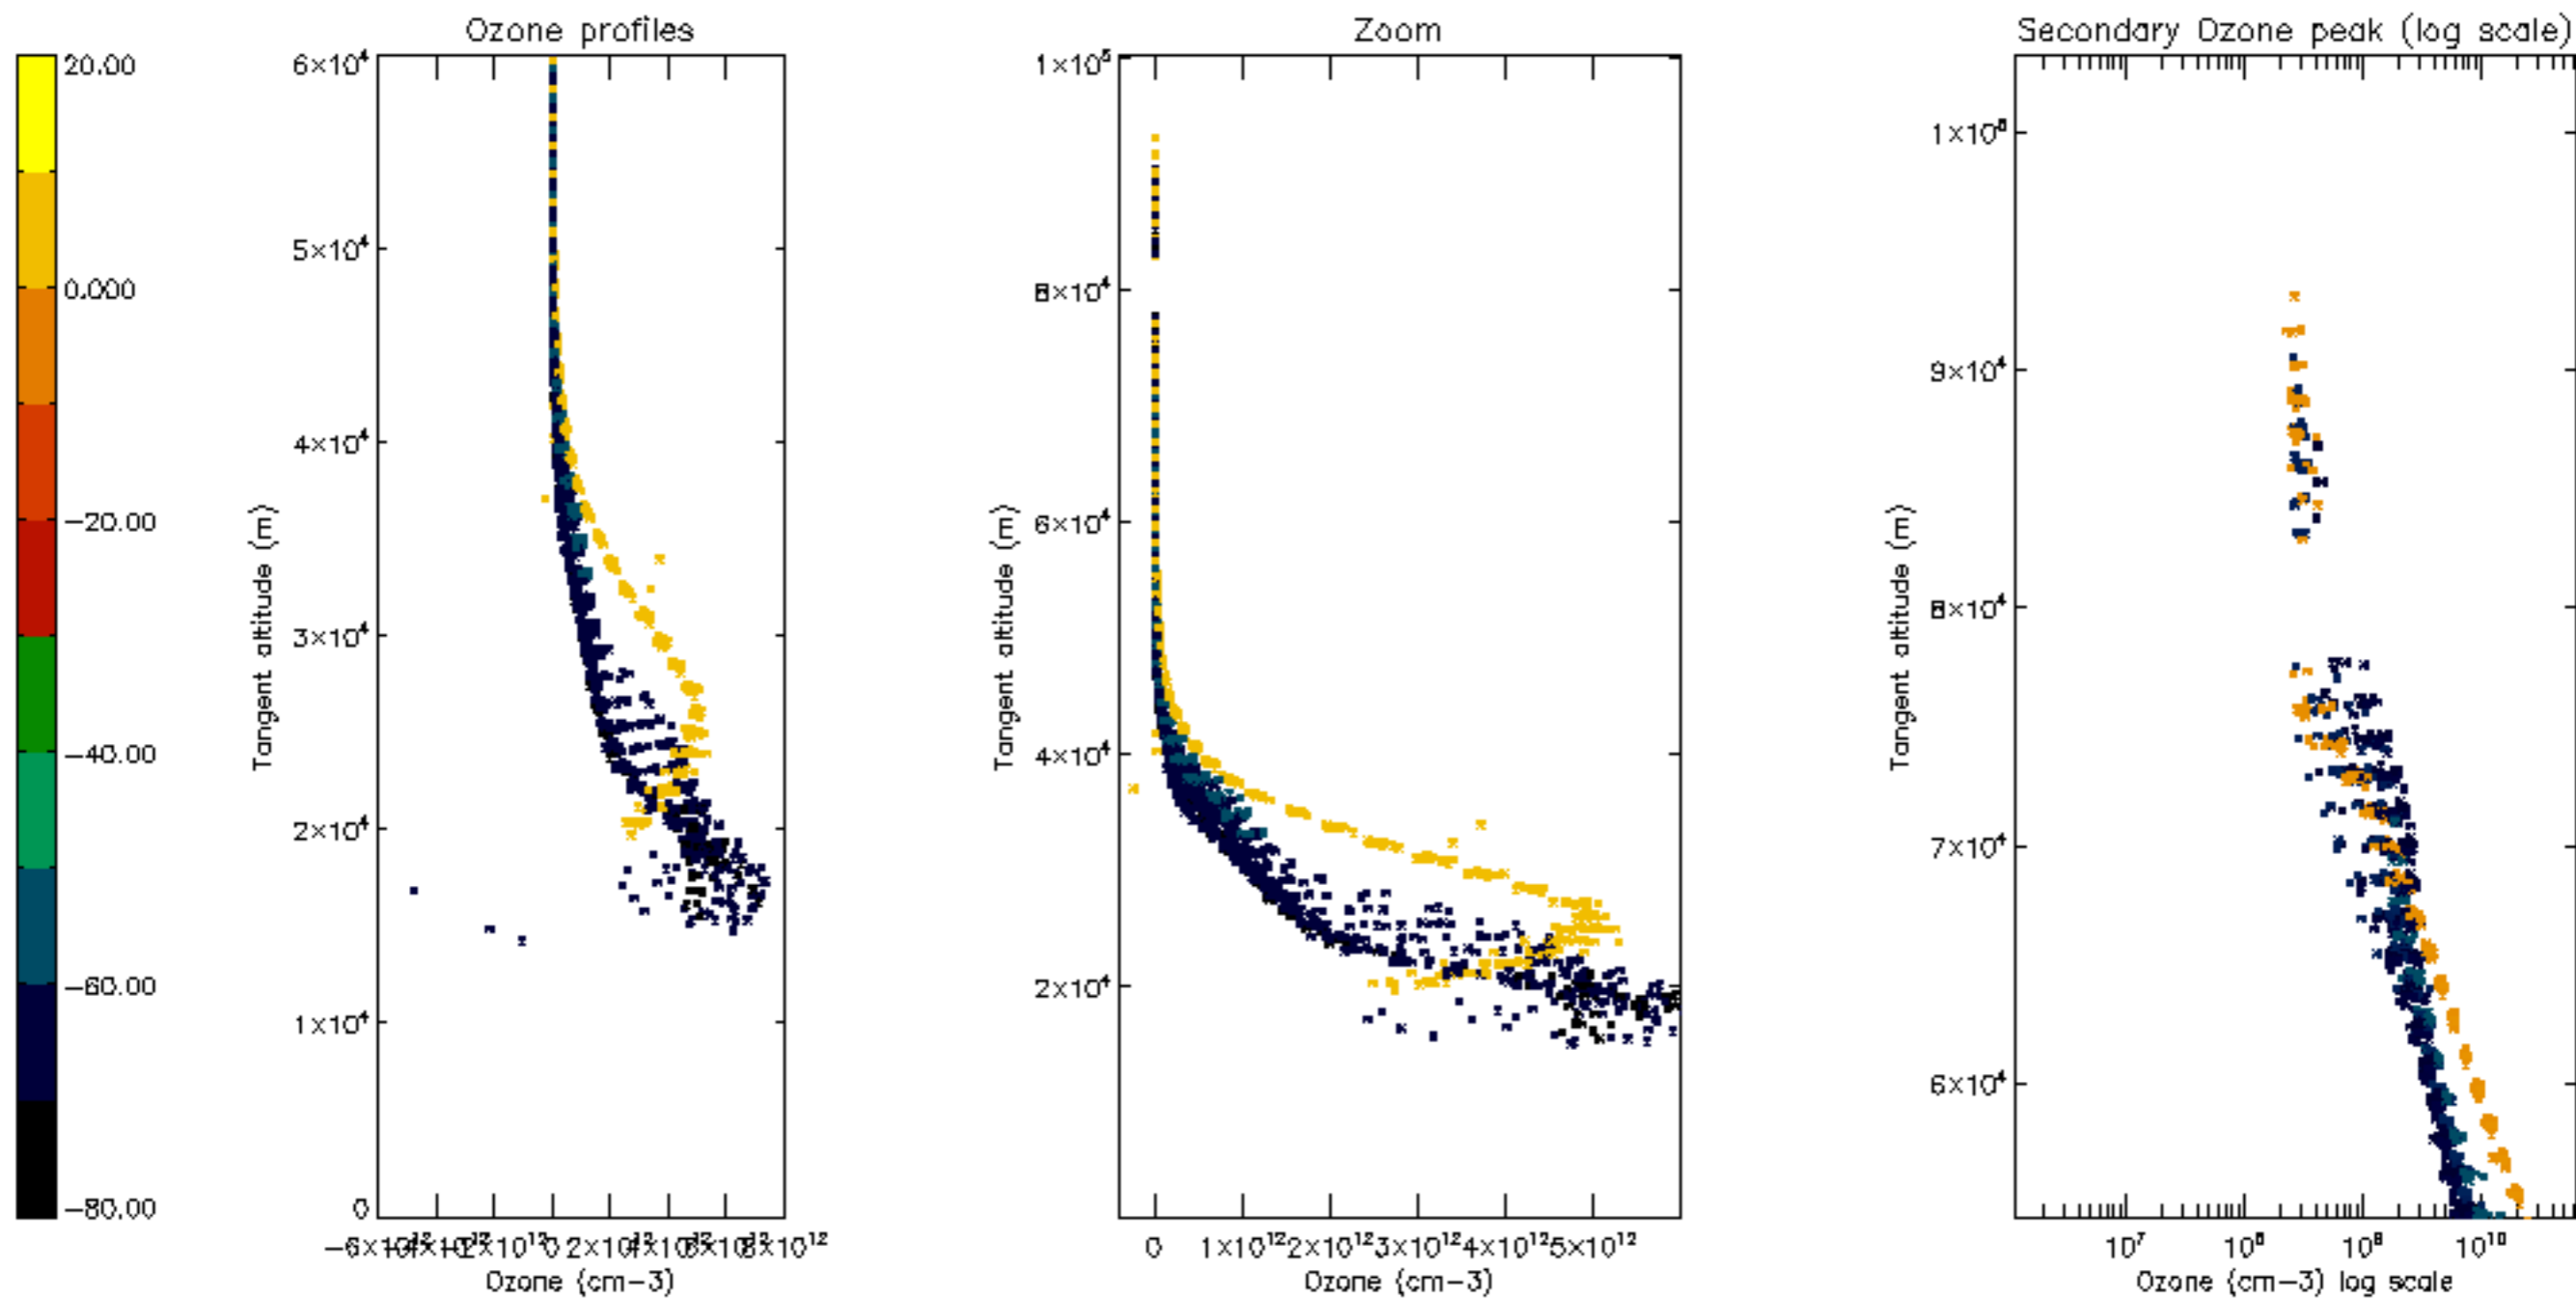 Ozone profiles
Zoom
Secondary Ozone peak (log scale)
20.00
0.000
−20.00
−40.00
−60.00
−80.00
6×10⁴
5×10⁴
4×10⁴
3×10⁴
2×10⁴
1×10⁴
0
Tangent altitude (m)
0
8×10¹²
Ozone (cm−3)
1×10⁵
8×10⁴
6×10⁴
4×10⁴
2×10⁴
Tangent altitude (m)
0 1×10¹² 2×10¹² 3×10¹² 4×10¹² 5×10¹²
Ozone (cm−3)
9×10⁴
8×10⁴
7×10⁴
6×10⁴
Tangent altitude (m)
10⁷ 10⁸ 10⁹ 10¹⁰
Ozone (cm−3) log scale